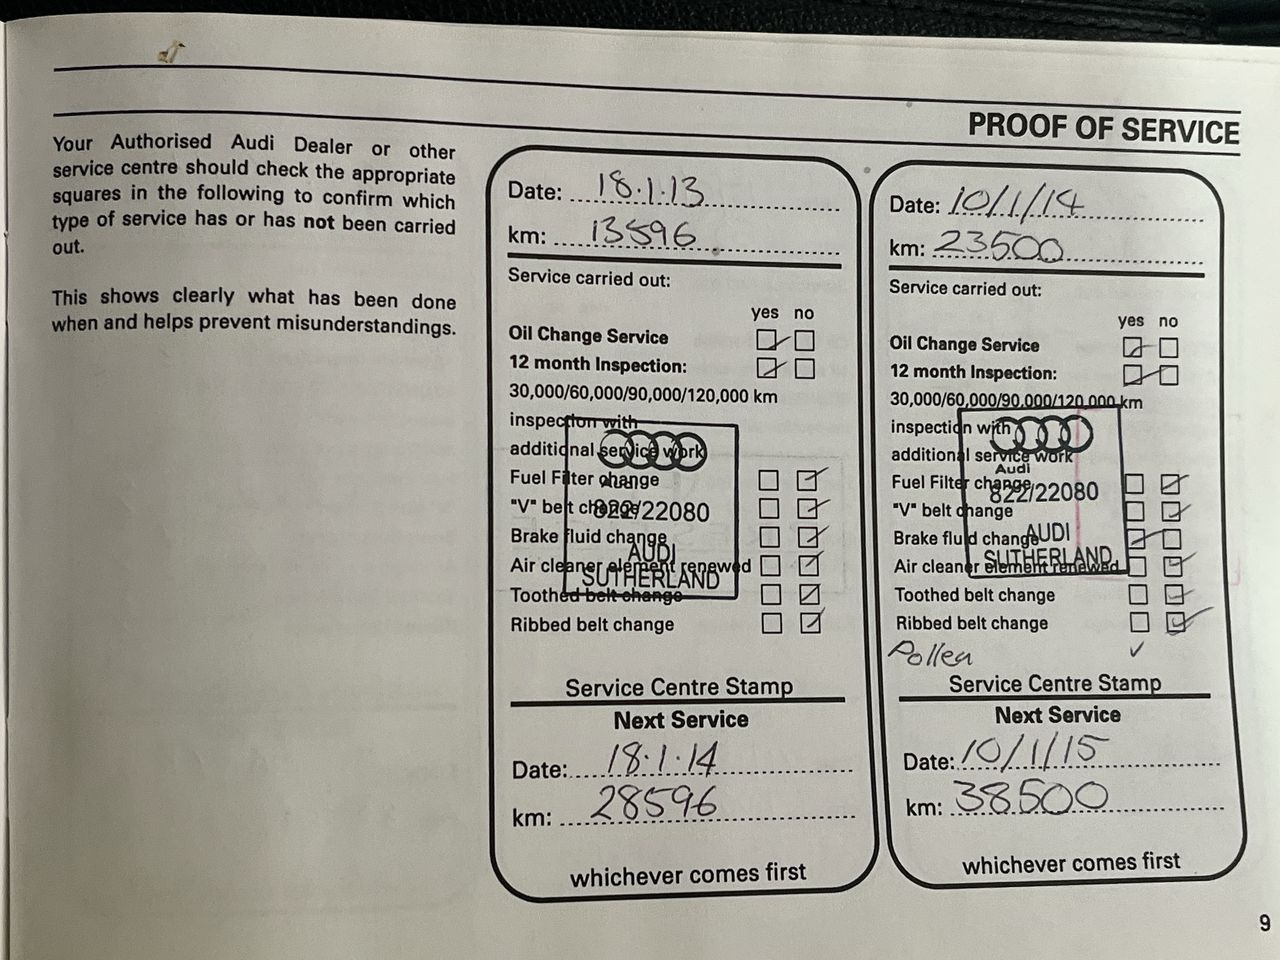 PROOF OF SERVICE
Your Authorised Audi Dealer or other
service centre should check the appropriate
squares in the following to confirm which
type of service has or has not been carried
out.
This shows clearly what has been done
when and helps prevent misunderstandings.
Date: 18.1.13
km: 13596
Service carried out:
yes no
Oil Change Service
12 month Inspection:
30,000/60,000/90,000/120,000 km
inspection with
additional service work
Fuel Filter change
"V" belt change
822/22080
Brake fluid change
AUDI
Air cleaner element renewed
SUTHERLAND
Toothed belt change
Ribbed belt change
Service Centre Stamp
Next Service
Date: 18.1.14
km: 28596
whichever comes first
Date: 10/1/14
km: 23500
Service carried out:
yes no
Oil Change Service
12 month Inspection:
30,000/60,000/90,000/120,000 km
inspection with
additional service work
Audi
Fuel Filter change
822/22080
"V" belt change
Brake fluid change
AUDI
SUTHERLAND
Air cleaner element renewed
Toothed belt change
Ribbed belt change
Pollen
Service Centre Stamp
Next Service
Date: 10/1/15
km: 38500
whichever comes first
9